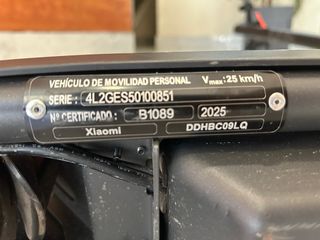 VEHÍCULO DE MOVILIDAD PERSONAL Vmax: 25 km/h
SERIE : 4L2GES50100851
Nº CERTIFICADO : B1089 2025
Xiaomi DDHBC09LQ